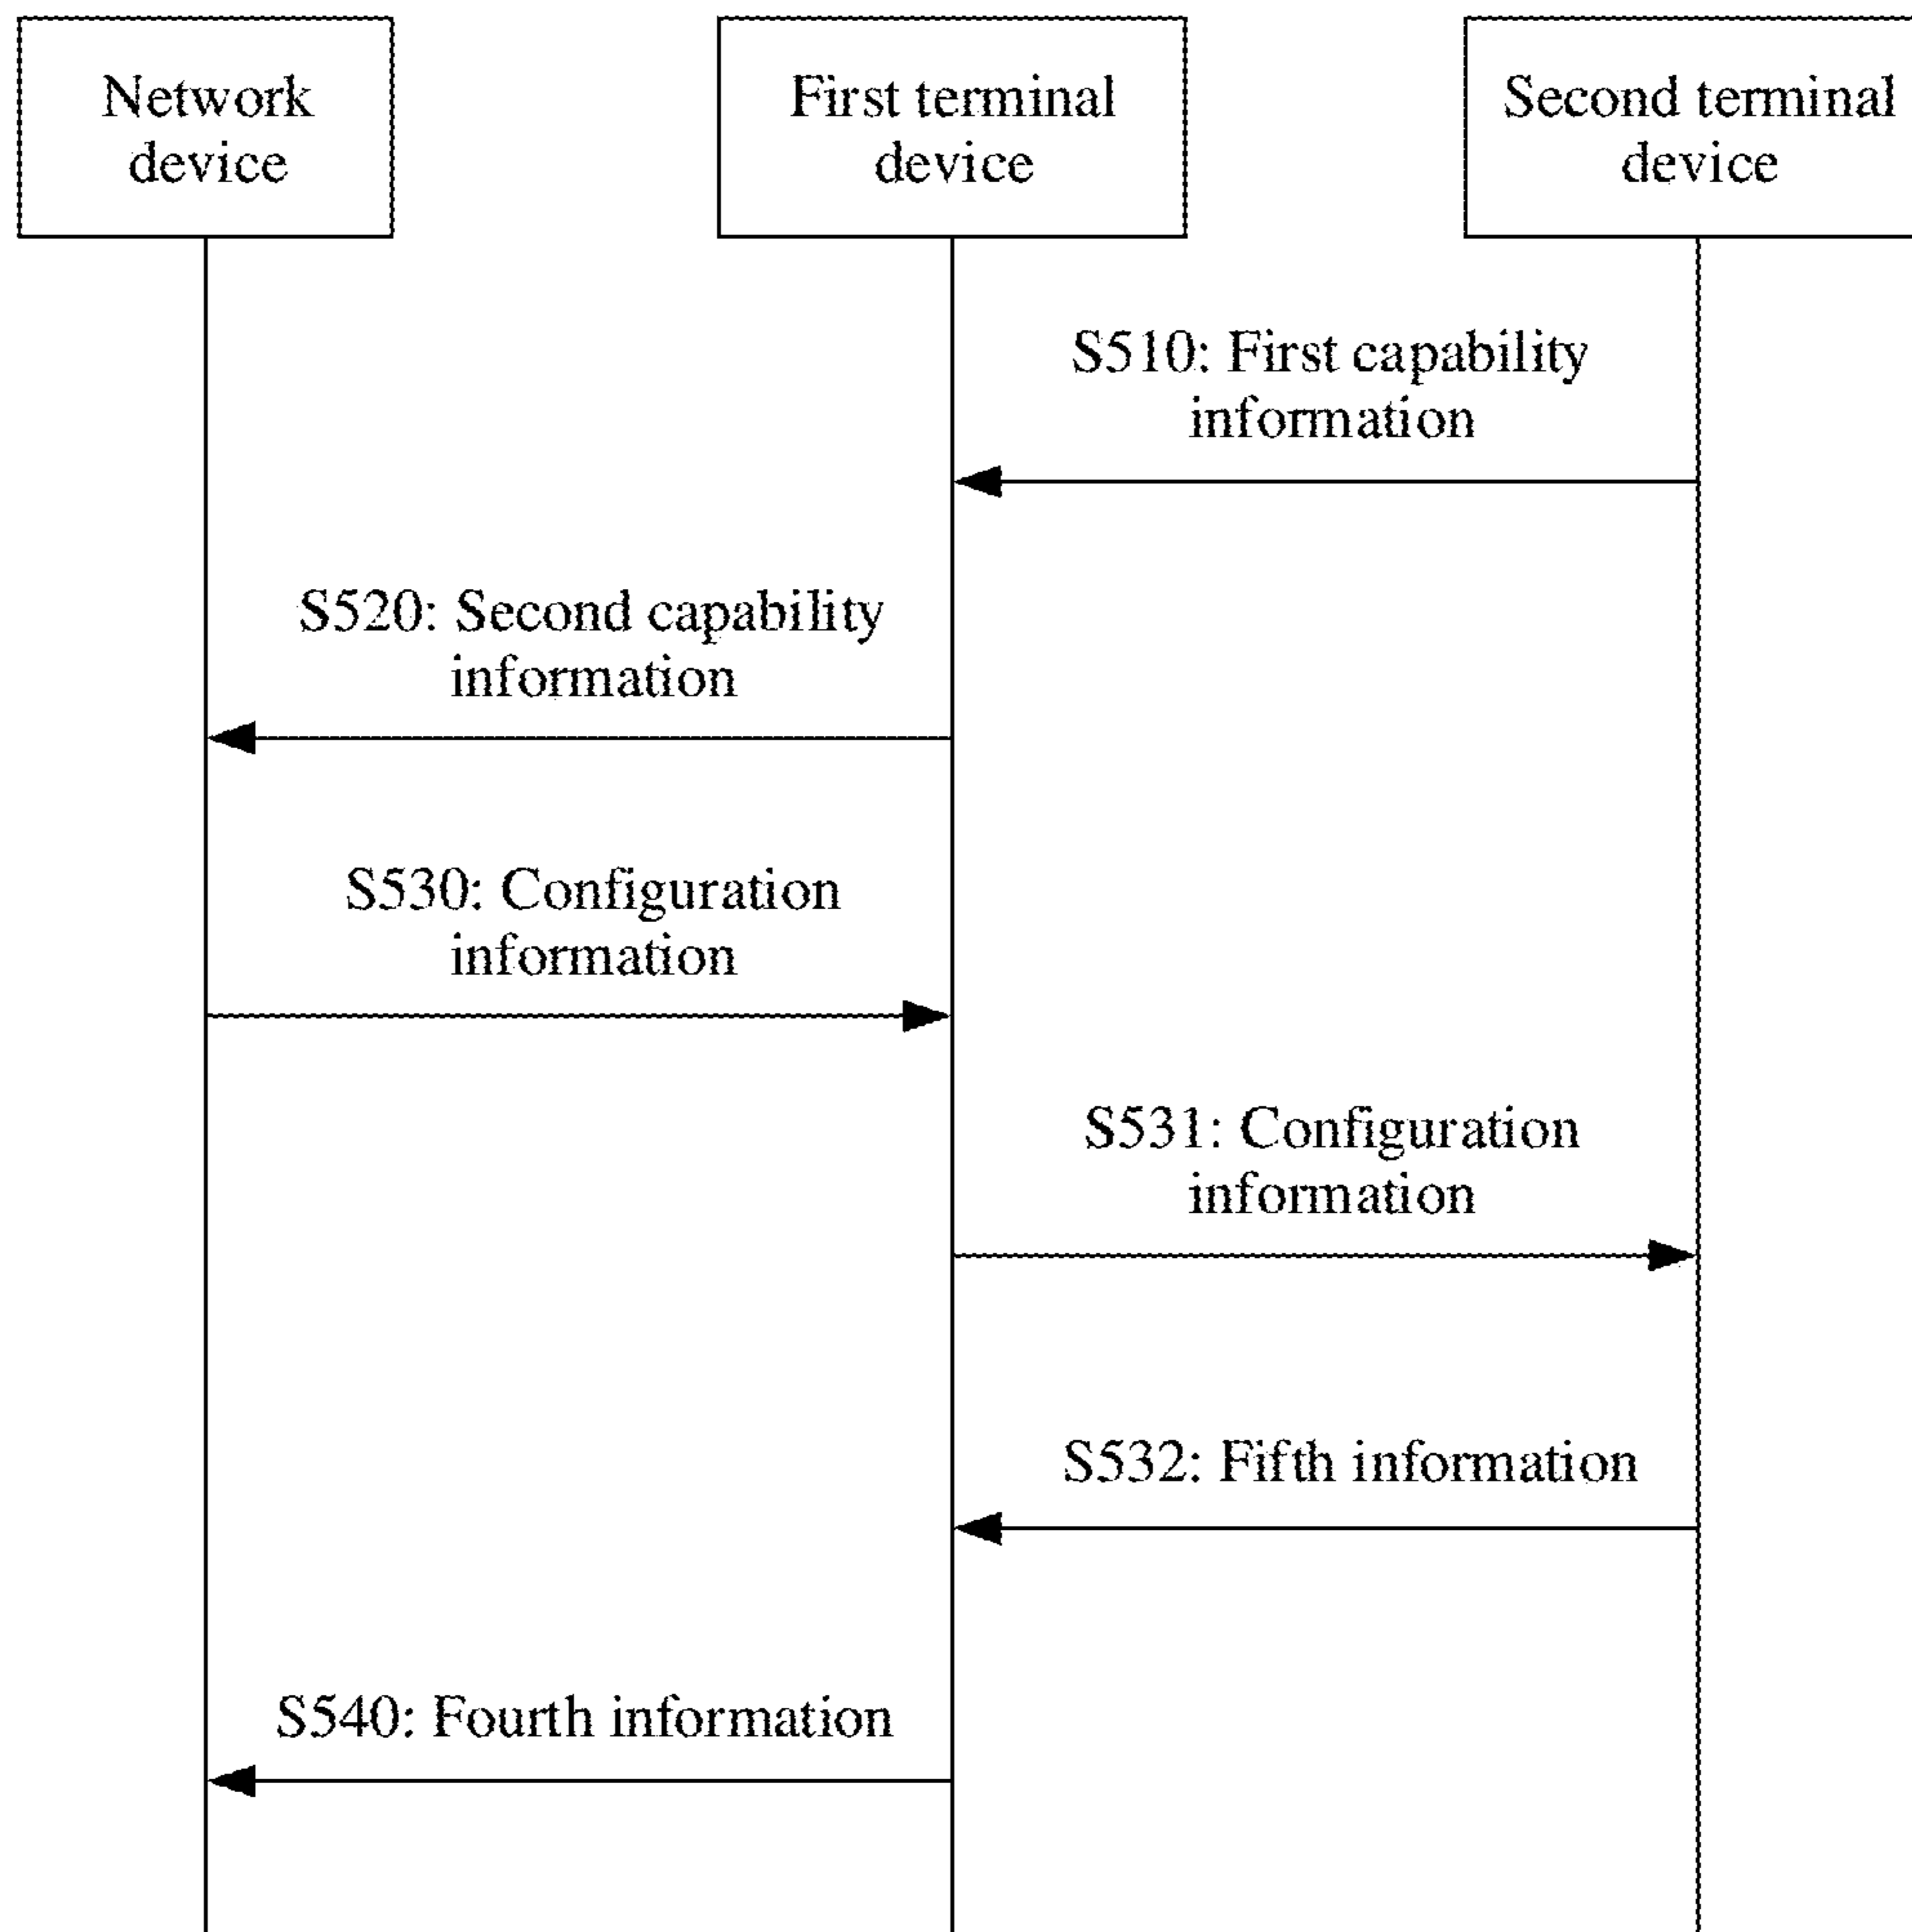 Network
device
First terminal
device
Second terminal
device
S510: First capability
information
S520: Second capability
information
S530: Configuration
information
S531: Configuration
information
S532: Fifth information
S540: Fourth information